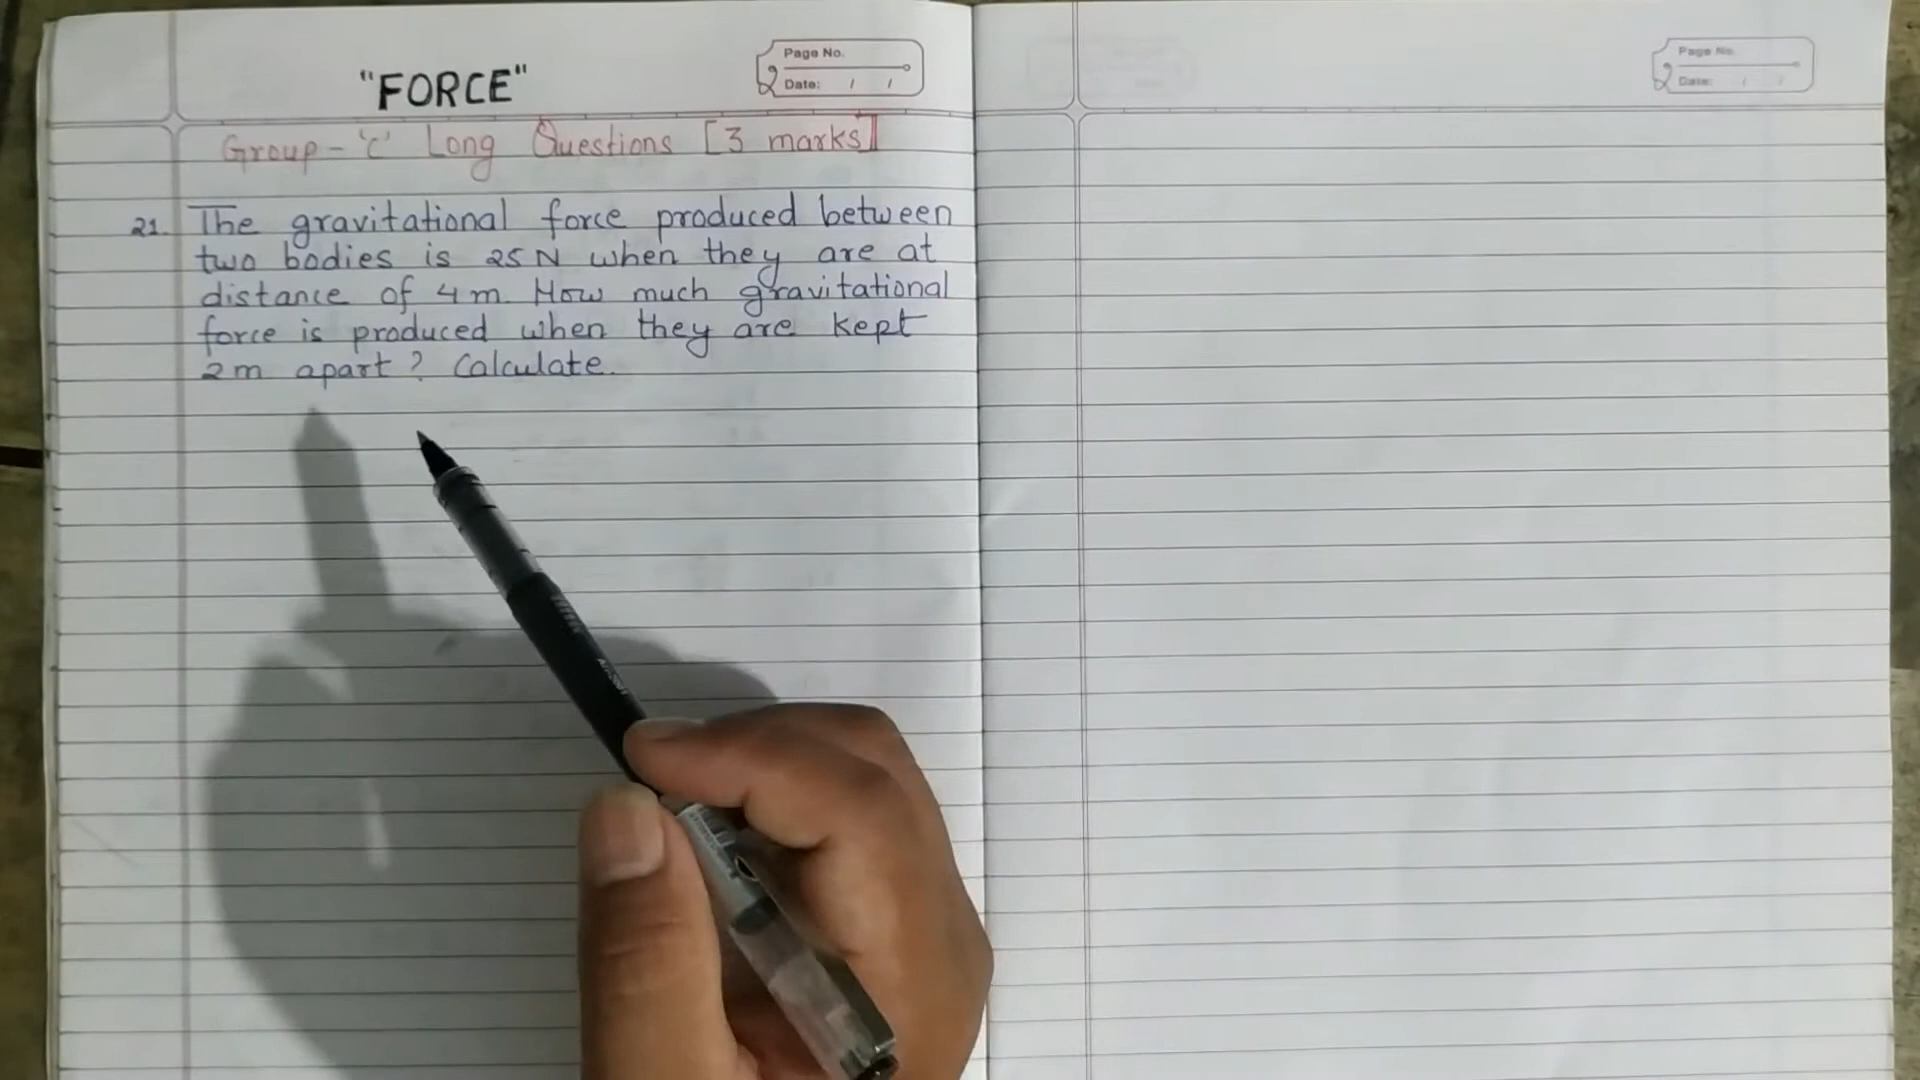 "FORCE"
Page No.
Date: / /
Group - 'C' Long Questions [3 marks]
21. The gravitational force produced between
two bodies is 25 N when they are at
distance of 4 m. How much gravitational
force is produced when they are kept
2 m apart? Calculate.
Page No.
Date: / /